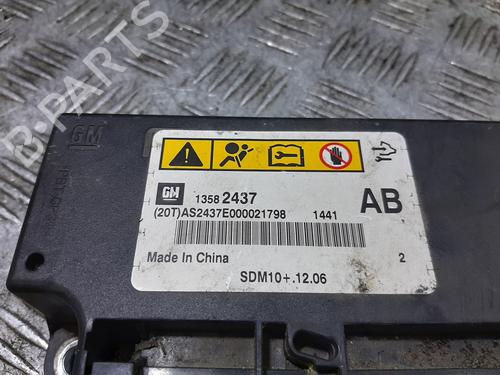 B-PARTS
GM
GM 1358 2437 AB
(20T)AS2437E000021798 1441
Made in China 2
SDM10+.12.06